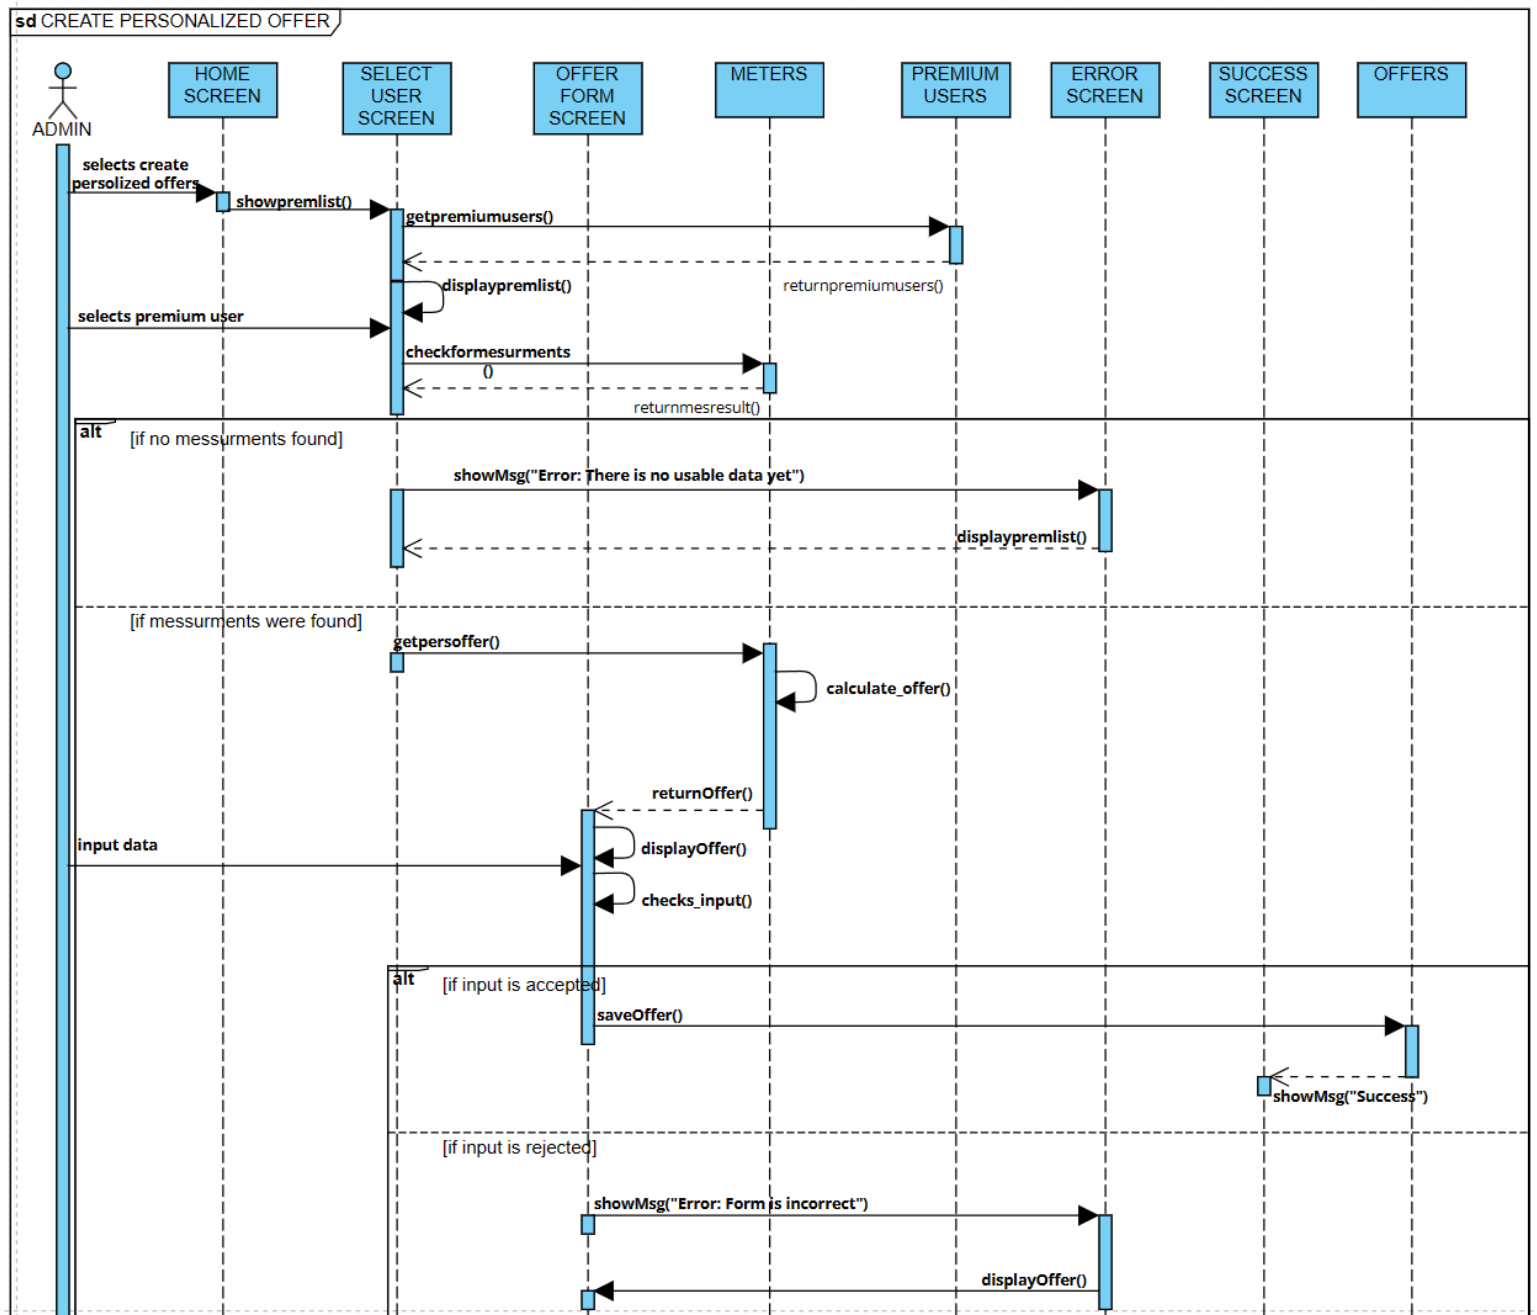 sd CREATE PERSONALIZED OFFER
ADMIN
HOME
SCREEN
SELECT
USER
SCREEN
OFFER
FORM
SCREEN
METERS
PREMIUM
USERS
ERROR
SCREEN
SUCCESS
SCREEN
OFFERS
selects create
persolized offers
showpremlist()
getpremiumusers()
returnpremiumusers()
displaypremlist()
selects premium user
checkformesurments
()
returnmesresult()
alt
[if no messurments found]
showMsg("Error: There is no usable data yet")
displaypremlist()
[if messurments were found]
getpersoffer()
calculate_offer()
returnOffer()
input data
displayOffer()
checks_input()
alt
[if input is accepted]
saveOffer()
showMsg("Success")
[if input is rejected]
showMsg("Error: Form is incorrect")
displayOffer()